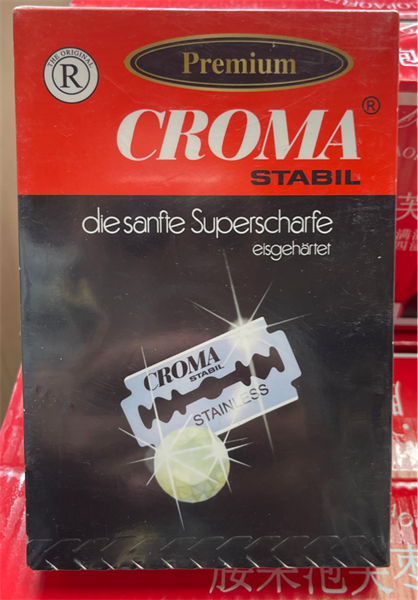 THE ORIGINAL
R
Premium
CROMA®
STABIL
die sanfte Superscharfe
eisgehärtet
CROMA
STABIL
STAINLESS